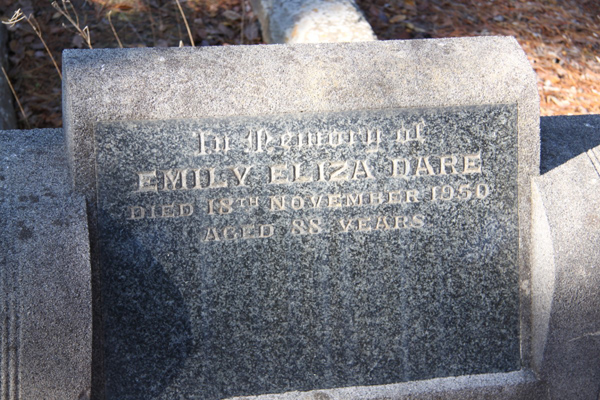 In Memory of
EMILY ELIZA DARE
DIED 18TH NOVEMBER 1950
AGED 88 YEARS